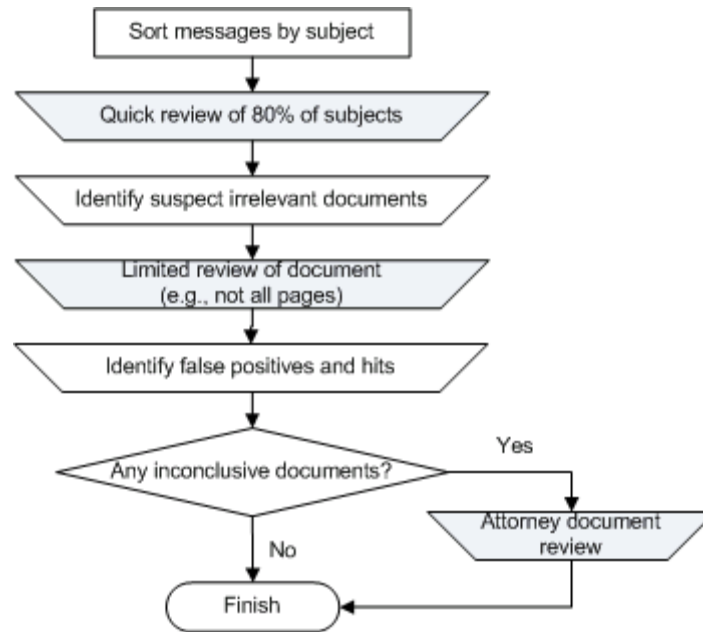 Sort messages by subject
Quick review of 80% of subjects
Identify suspect irrelevant documents
Limited review of document
(e.g., not all pages)
Identify false positives and hits
Any inconclusive documents?
Yes
Attorney document
review
No
Finish